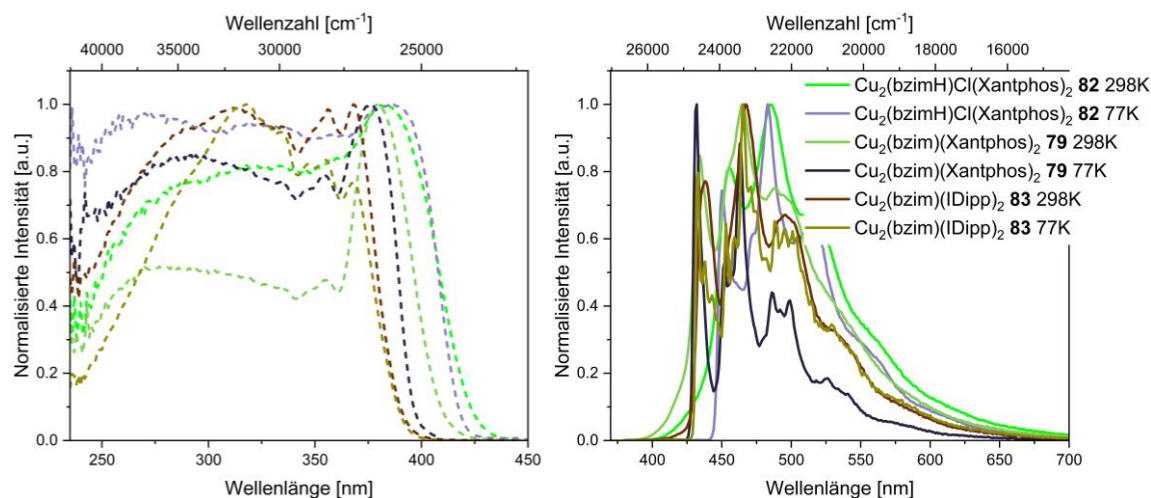 Wellenzahl [cm⁻¹]
40000 35000 30000 25000
Normalisierte Intensität [a.u.]
1.0
0.8
0.6
0.4
0.2
0.0
250 300 350 400 450
Wellenlänge [nm]
Wellenzahl [cm⁻¹]
26000 24000 22000 20000 18000 16000
Normalisierte Intensität [a.u.]
1.0
0.8
0.6
0.4
0.2
0.0
Cu₂(bzimH)Cl(Xantphos)₂ 82 298K
Cu₂(bzimH)Cl(Xantphos)₂ 82 77K
Cu₂(bzim)(Xantphos)₂ 79 298K
Cu₂(bzim)(Xantphos)₂ 79 77K
Cu₂(bzim)(IDipp)₂ 83 298K
Cu₂(bzim)(IDipp)₂ 83 77K
400 450 500 550 600 650 700
Wellenlänge [nm]